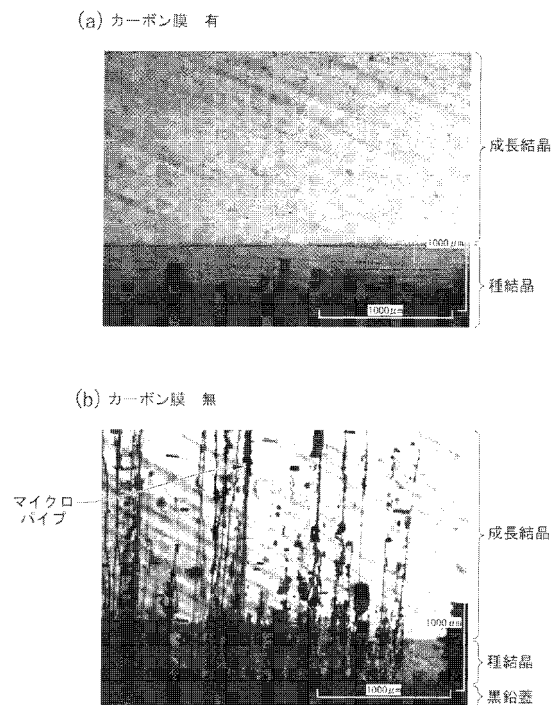 (a) カーボン膜 有
成長結晶
1000μm
種結晶
1000μm
(b) カーボン膜 無
マイクロ
パイプ
成長結晶
1000μm
種結晶
1000μm
黒鉛蓋